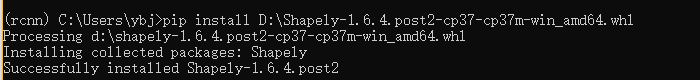 (rcnn) C:\Users\ybj>pip install D:\Shapely-1.6.4.post2-cp37-cp37m-win_amd64.whl
Processing d:\shapely-1.6.4.post2-cp37-cp37m-win_amd64.whl
Installing collected packages: Shapely
Successfully installed Shapely-1.6.4.post2